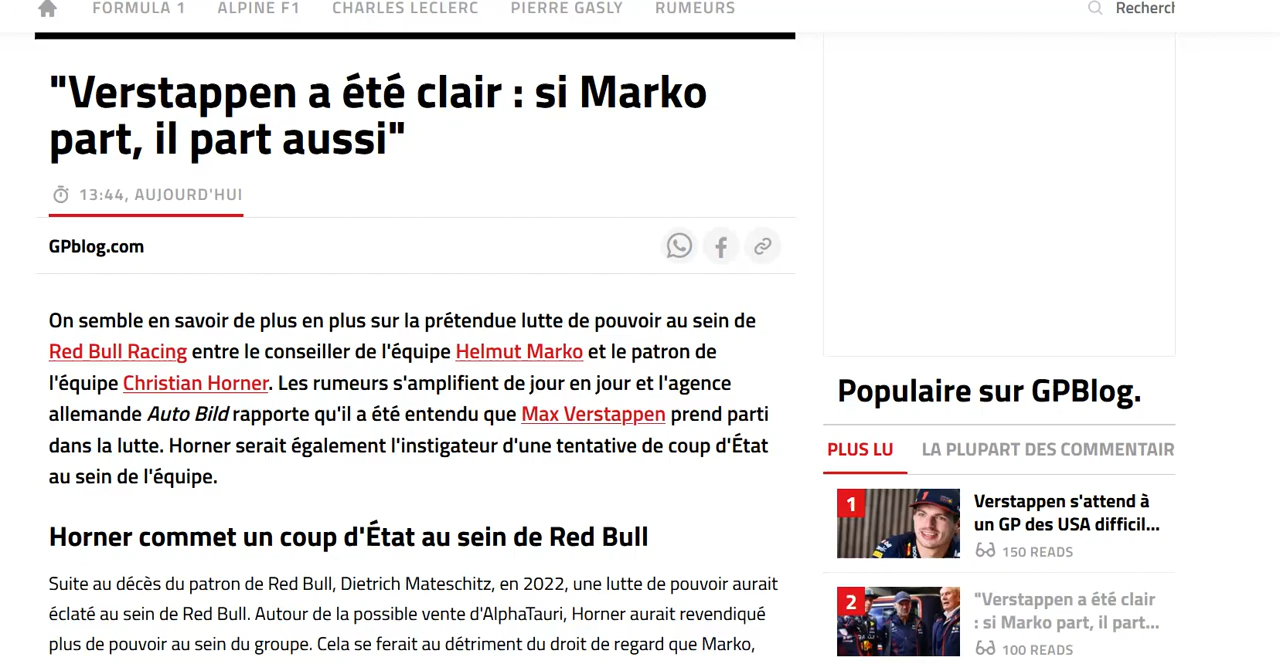 FORMULA 1 ALPINE F1 CHARLES LECLERC PIERRE GASLY RUMEURS Recherch
"Verstappen a été clair : si Marko
part, il part aussi"
13:44, AUJOURD'HUI
GPblog.com
On semble en savoir de plus en plus sur la prétendue lutte de pouvoir au sein de
Red Bull Racing entre le conseiller de l'équipe Helmut Marko et le patron de
l'équipe Christian Horner. Les rumeurs s'amplifient de jour en jour et l'agence
allemande Auto Bild rapporte qu'il a été entendu que Max Verstappen prend parti
dans la lutte. Horner serait également l'instigateur d'une tentative de coup d'État
au sein de l'équipe.
Horner commet un coup d'État au sein de Red Bull
Suite au décès du patron de Red Bull, Dietrich Mateschitz, en 2022, une lutte de pouvoir aurait
éclaté au sein de Red Bull. Autour de la possible vente d'AlphaTauri, Horner aurait revendiqué
plus de pouvoir au sein du groupe. Cela se ferait au détriment du droit de regard que Marko,
Populaire sur GPBlog.
PLUS LU LA PLUPART DES COMMENTAIR
1
Verstappen s'attend à
un GP des USA difficil...
150 READS
2
"Verstappen a été clair
: si Marko part, il part...
100 READS